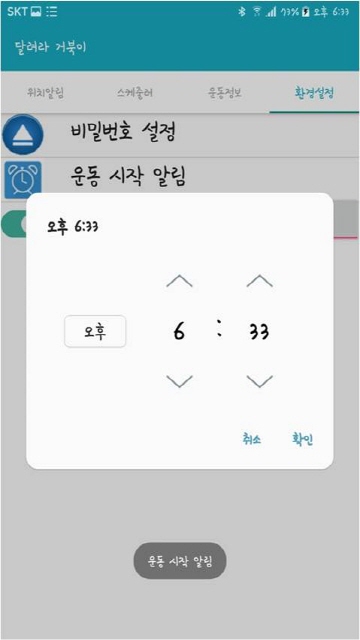 SKT 73% 오후 6:33
달려라 거북이
위치알림 스케줄러 운동정보 환경설정
비밀번호 설정
운동 시작 알림
오후 6:33
오후 6 : 33
취소 확인
운동 시작 알림